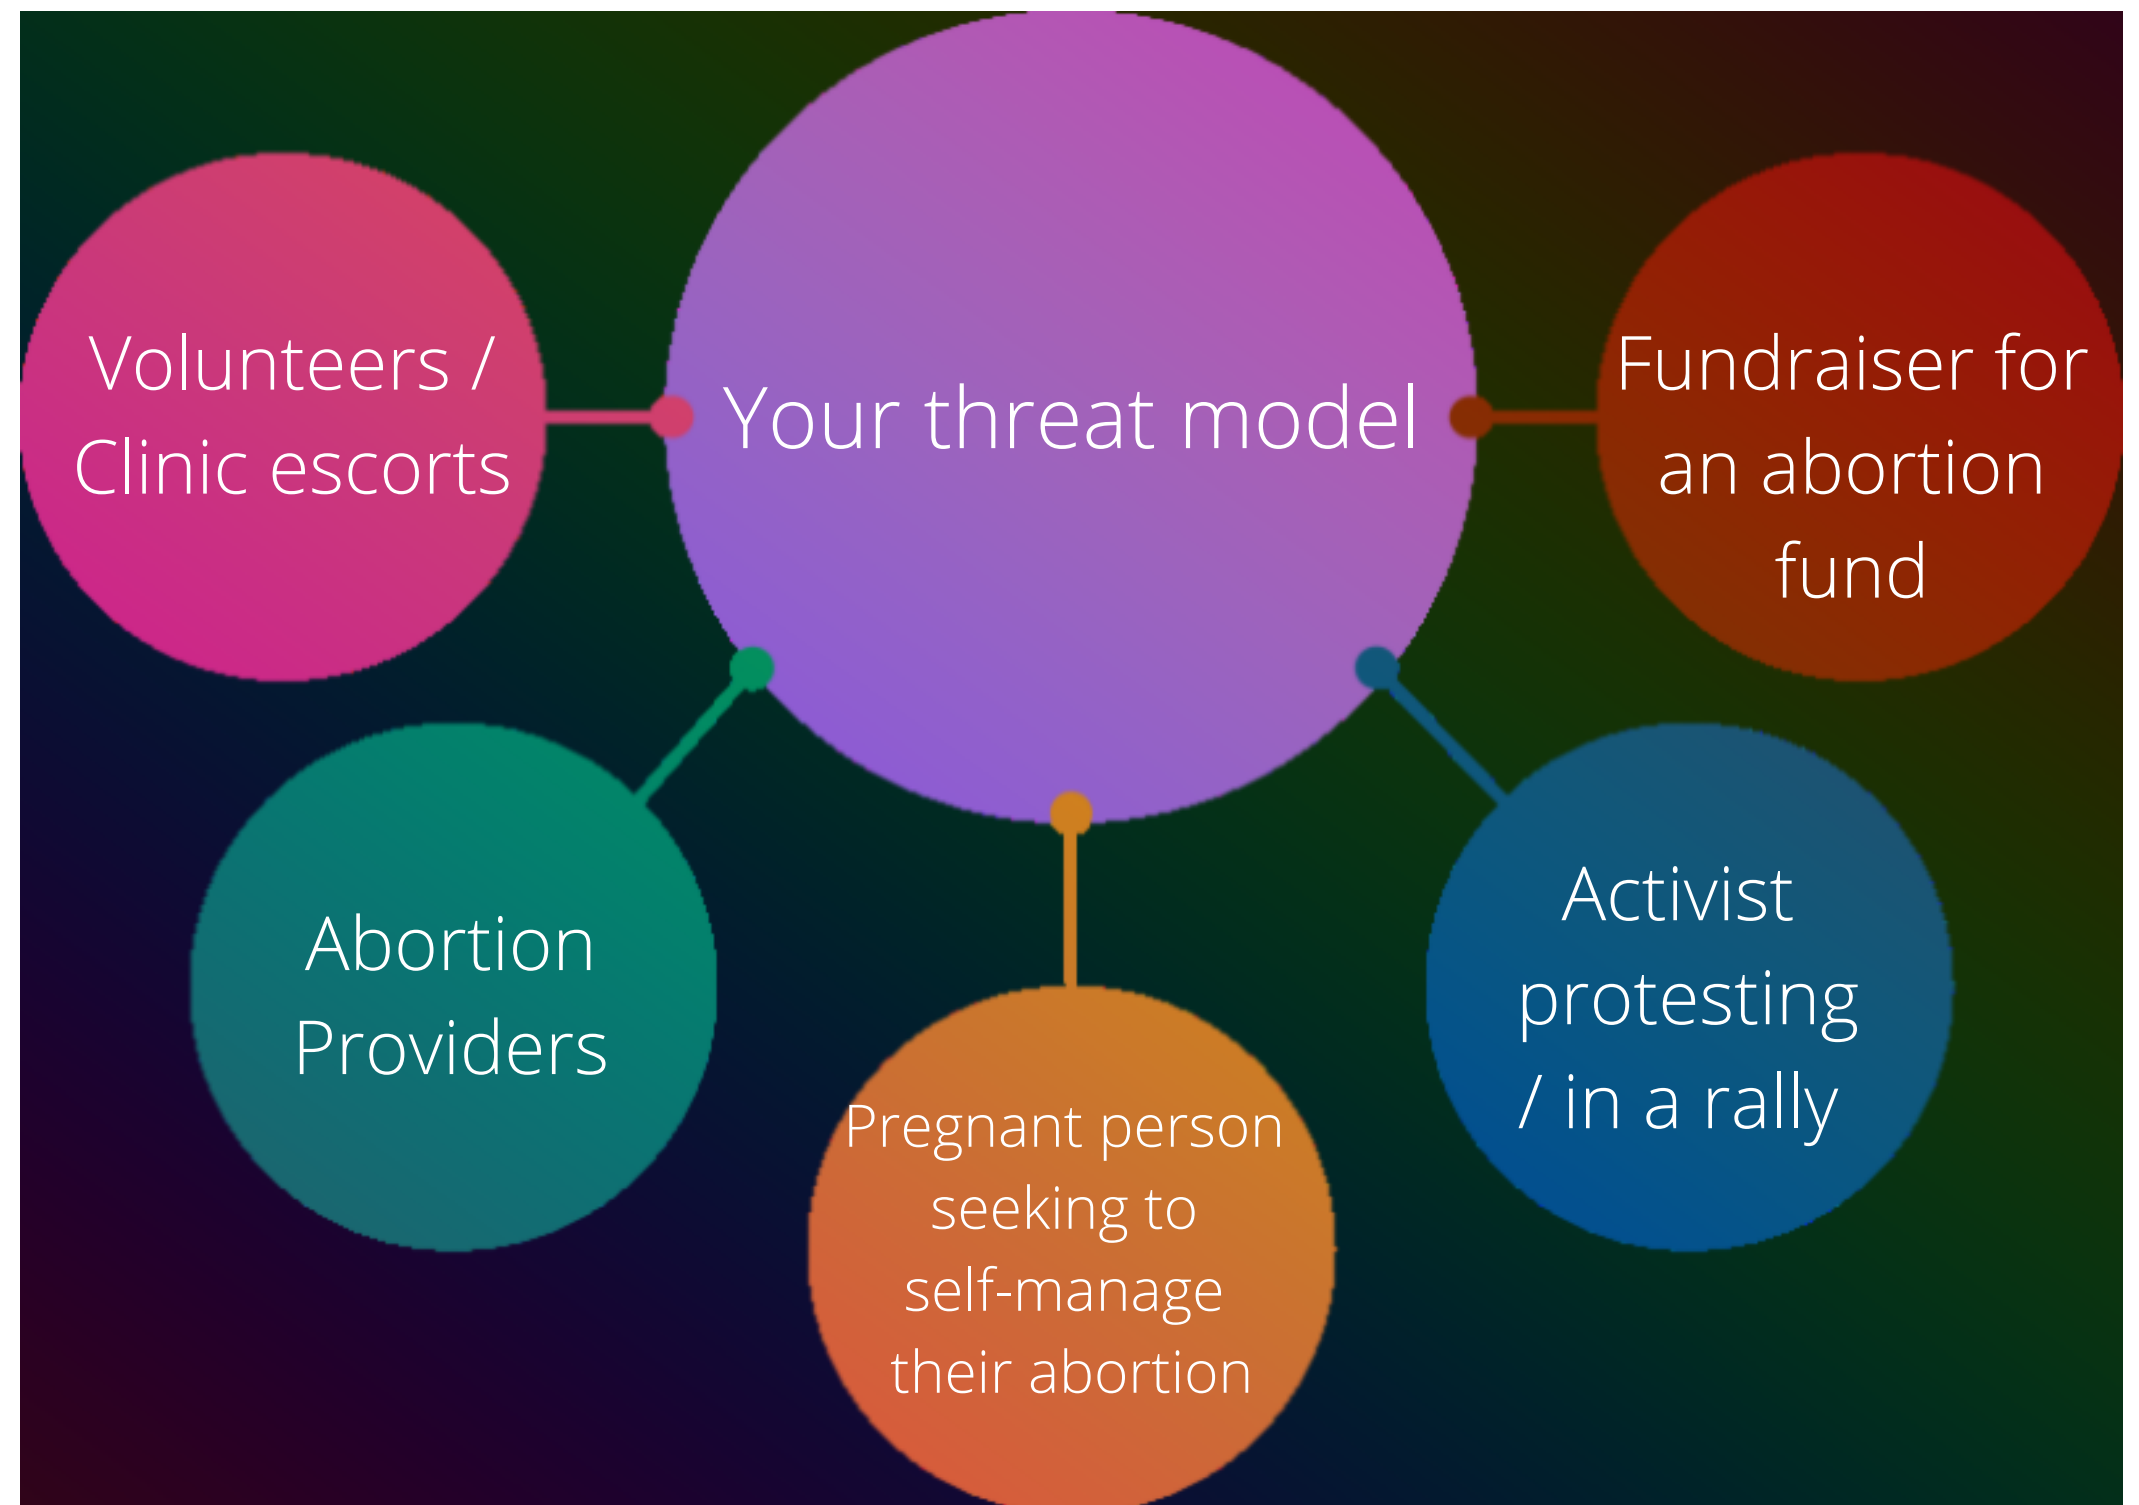 Your threat model
Volunteers /
Clinic escorts
Abortion
Providers
Pregnant person
seeking to
self-manage
their abortion
Activist
protesting
/ in a rally
Fundraiser for
an abortion
fund